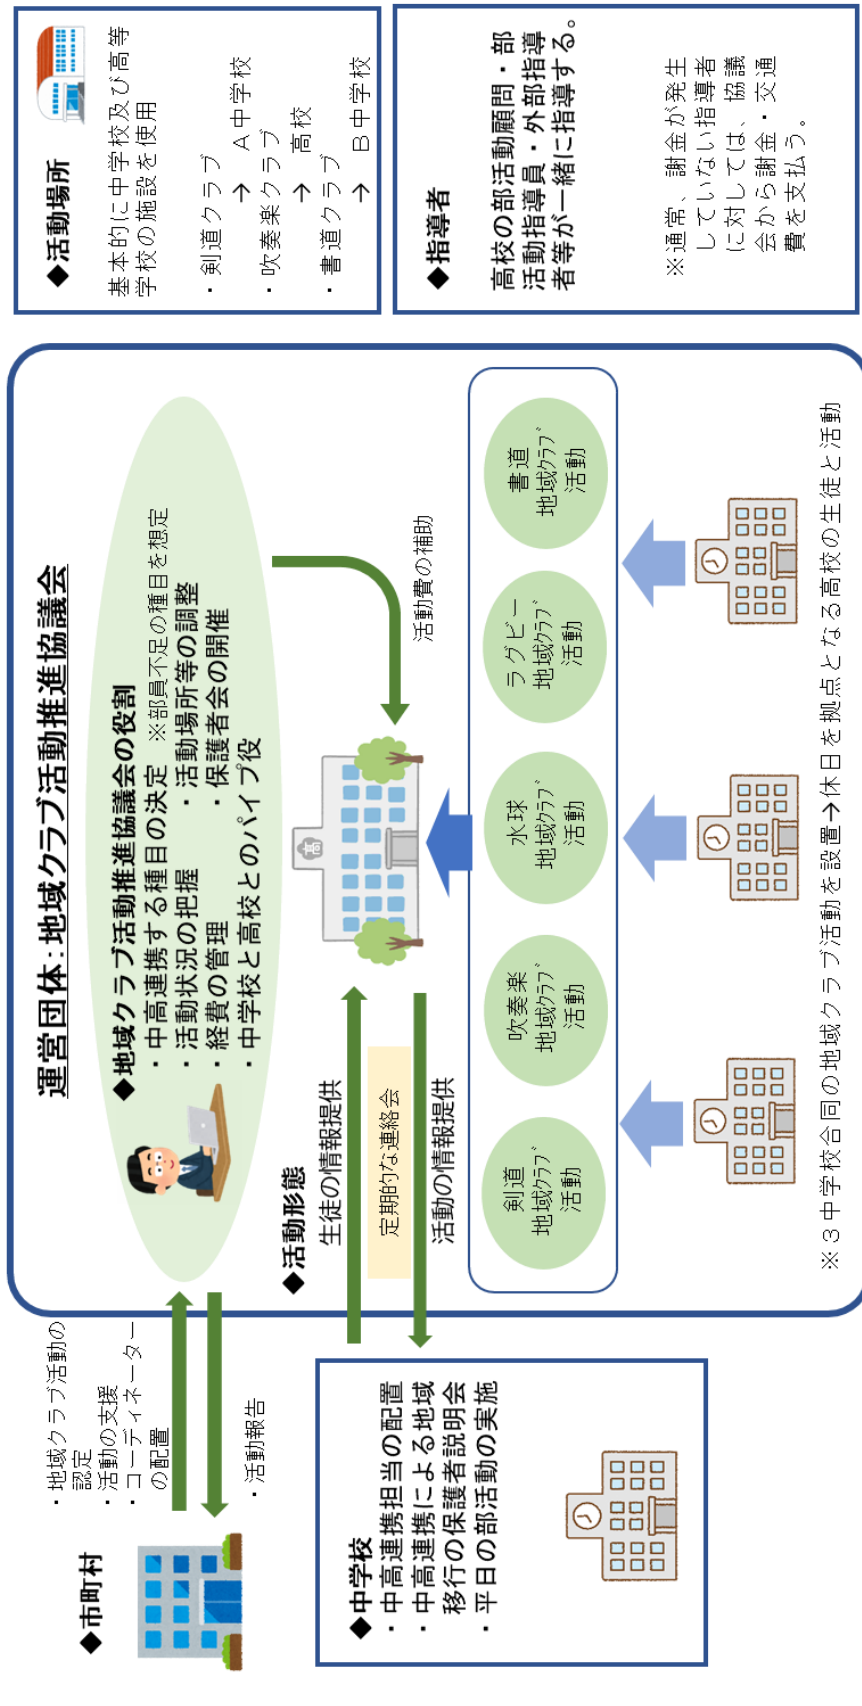 運営団体：地域クラブ活動推進協議会
◆地域クラブ活動推進協議会の役割
・中高連携する種目の決定 ※部員不足の種目を想定
・活動状況の把握 ・活動場所等の調整
・経費の管理 ・保護者会の開催
・中学校と高校とのパイプ役
◆市町村
・地域クラブ活動の
認定
・活動の支援
・コーディネーター
の配置
・活動報告
◆活動形態
生徒の情報提供
定期的な連絡会
活動の情報提供
高
活動費の補助
◆中学校
・中高連携担当の配置
・中高連携による地域
移行の保護者説明会
・平日の部活動の実施
剣道
地域クラブ
活動
吹奏楽
地域クラブ
活動
水球
地域クラブ
活動
ラグビー
地域クラブ
活動
書道
地域クラブ
活動
※３中学校合同の地域クラブ活動を設置→休日を拠点となる高校の生徒と活動
◆活動場所
基本的に中学校及び高等
学校の施設を使用
・剣道クラブ
→ A中学校
・吹奏楽クラブ
→ 高校
・書道クラブ
→ B中学校
◆指導者
高校の部活動顧問・部
活動指導員・外部指導
者等が一緒に指導する。
※通常、謝金が発生
していない指導者
に対しては、協議
会から謝金・交通
費を支払う。